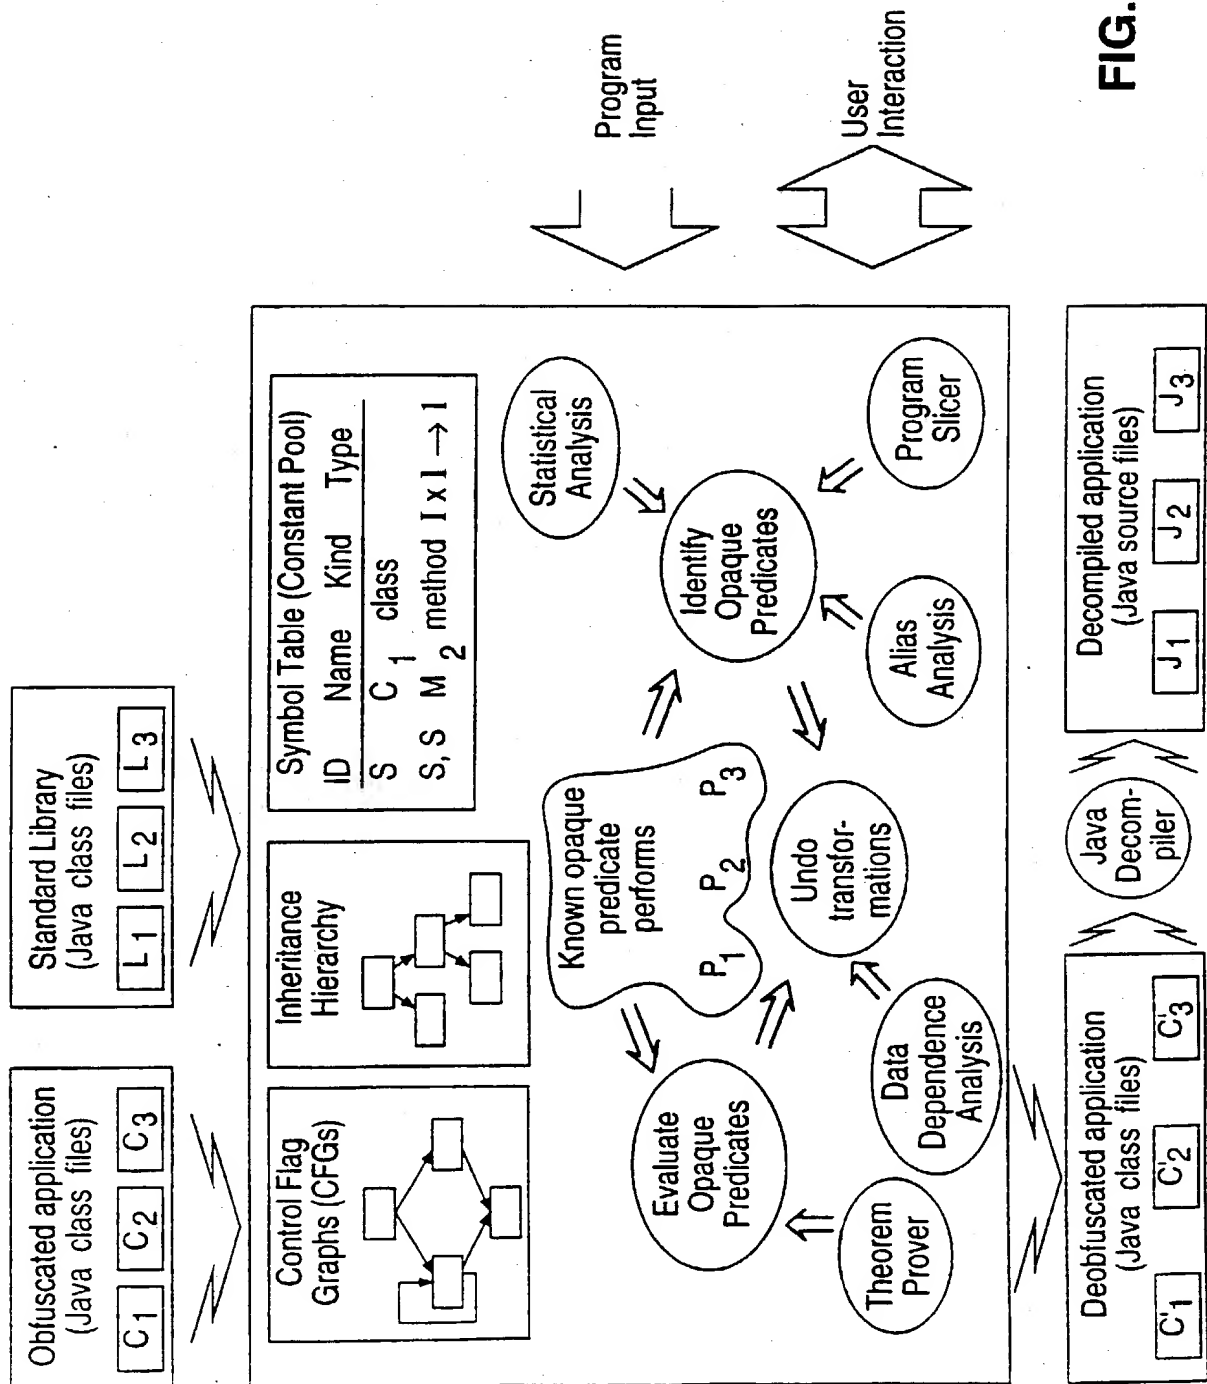 Obfuscated application
(Java class files)
C1 C2 C3
Standard Library
(Java class files)
L1 L2 L3
Control Flag
Graphs (CFGs)
Inheritance
Hierarchy
Symbol Table (Constant Pool)
ID Name Kind Type
S C1 class
S, S M2 method I x I → I
Known opaque
predicate
performs
P1 P2 P3
Statistical
Analysis
Evaluate
Opaque
Predicates
Identify
Opaque
Predicates
Undo
transfor-
mations
Theorem
Prover
Data
Dependence
Analysis
Alias
Analysis
Program
Slicer
Program
Input
User
Interaction
Deobfuscated application
(Java class files)
C'1 C'2 C'3
Java
Decom-
piler
Decompiled application
(Java source files)
J1 J2 J3
FIG.